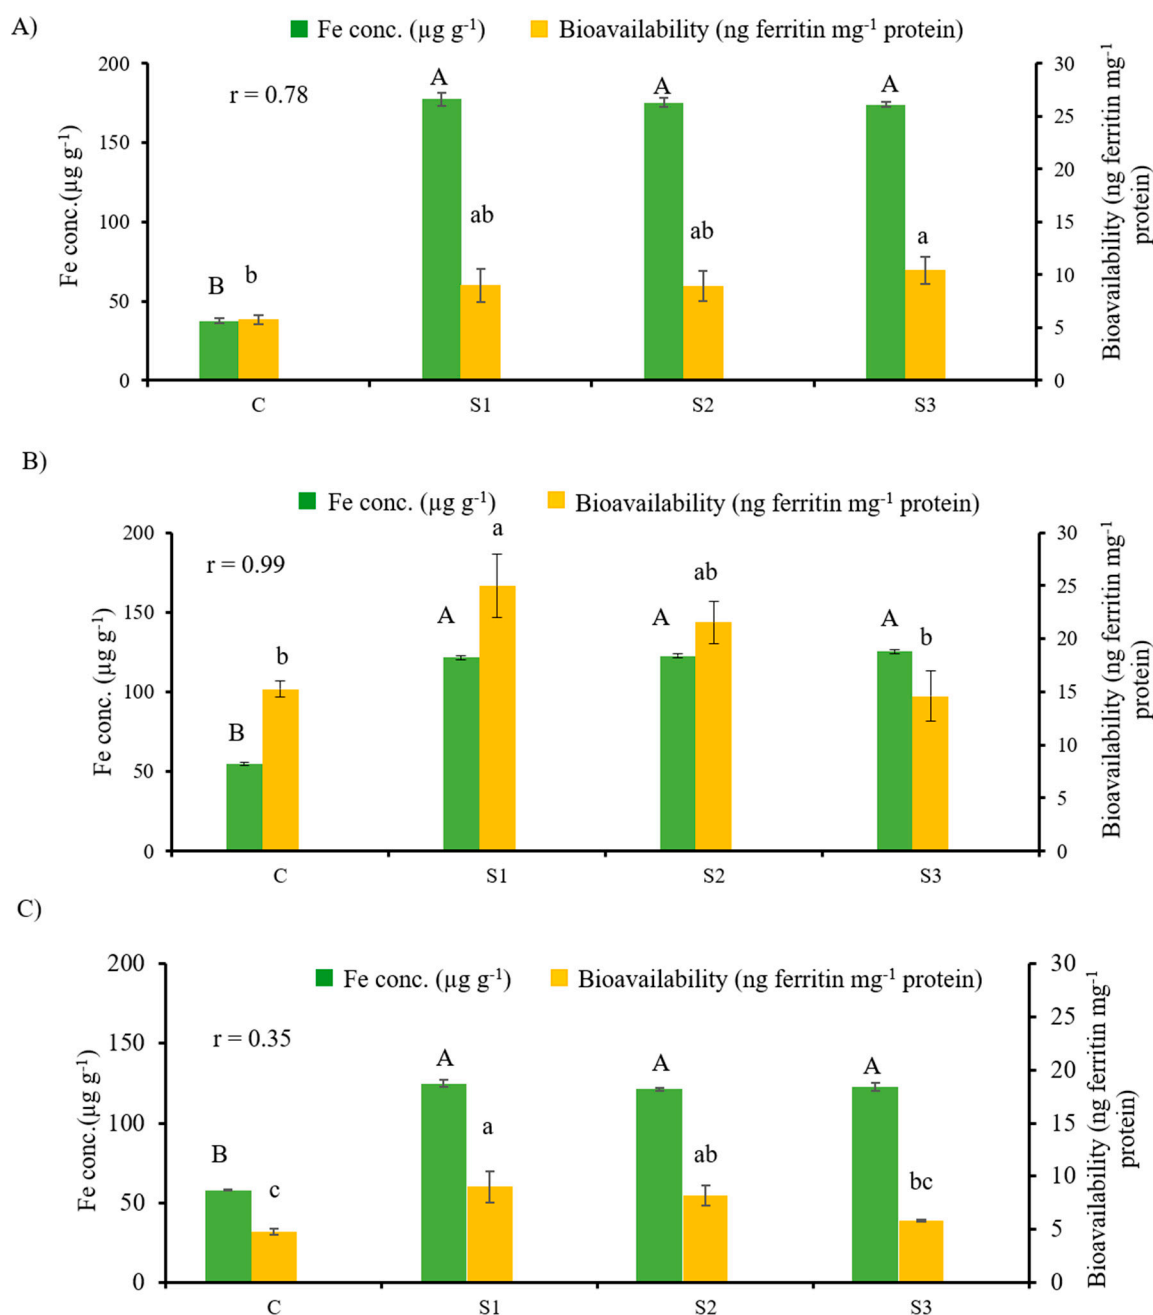 A)
Fe conc. (µg g⁻¹) Bioavailability (ng ferritin mg⁻¹ protein)
r = 0.78
Fe conc.(µg g⁻¹)
200
150
100
50
0
B b
A ab
A ab
A a
C S1 S2 S3
30
25
20
15
10
5
0
Bioavailability (ng ferritin mg⁻¹
protein)
B)
Fe conc. (µg g⁻¹) Bioavailability (ng ferritin mg⁻¹ protein)
r = 0.99
Fe conc. (µg g⁻¹)
200
150
100
50
0
B b
A a
A ab
A b
C S1 S2 S3
30
25
20
15
10
5
0
Bioavailability (ng ferritin mg⁻¹
protein)
C)
Fe conc. (µg g⁻¹) Bioavailability (ng ferritin mg⁻¹ protein)
r = 0.35
Fe conc.(µg g⁻¹)
200
150
100
50
0
B c
A a
A ab
A bc
C S1 S2 S3
30
25
20
15
10
5
0
Bioavailability (ng ferritin mg⁻¹
protein)